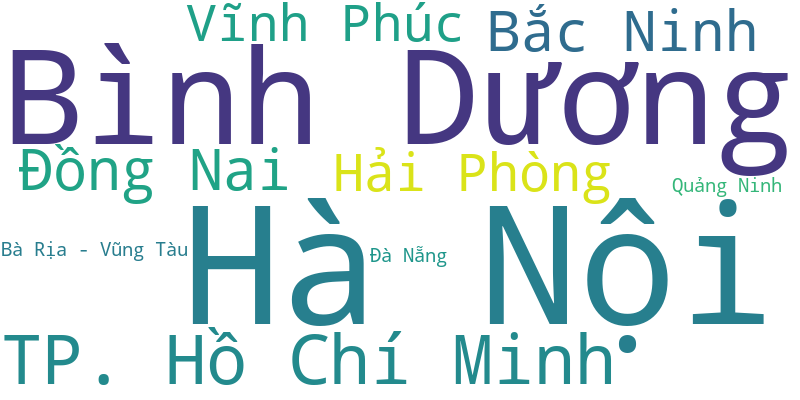 Vĩnh Phúc
Bắc Ninh
Bình Dương
Đồng Nai
Hải Phòng
Quảng Ninh
Hà Nội
Bà Rịa - Vũng Tàu
Đà Nẵng
TP. Hồ Chí Minh